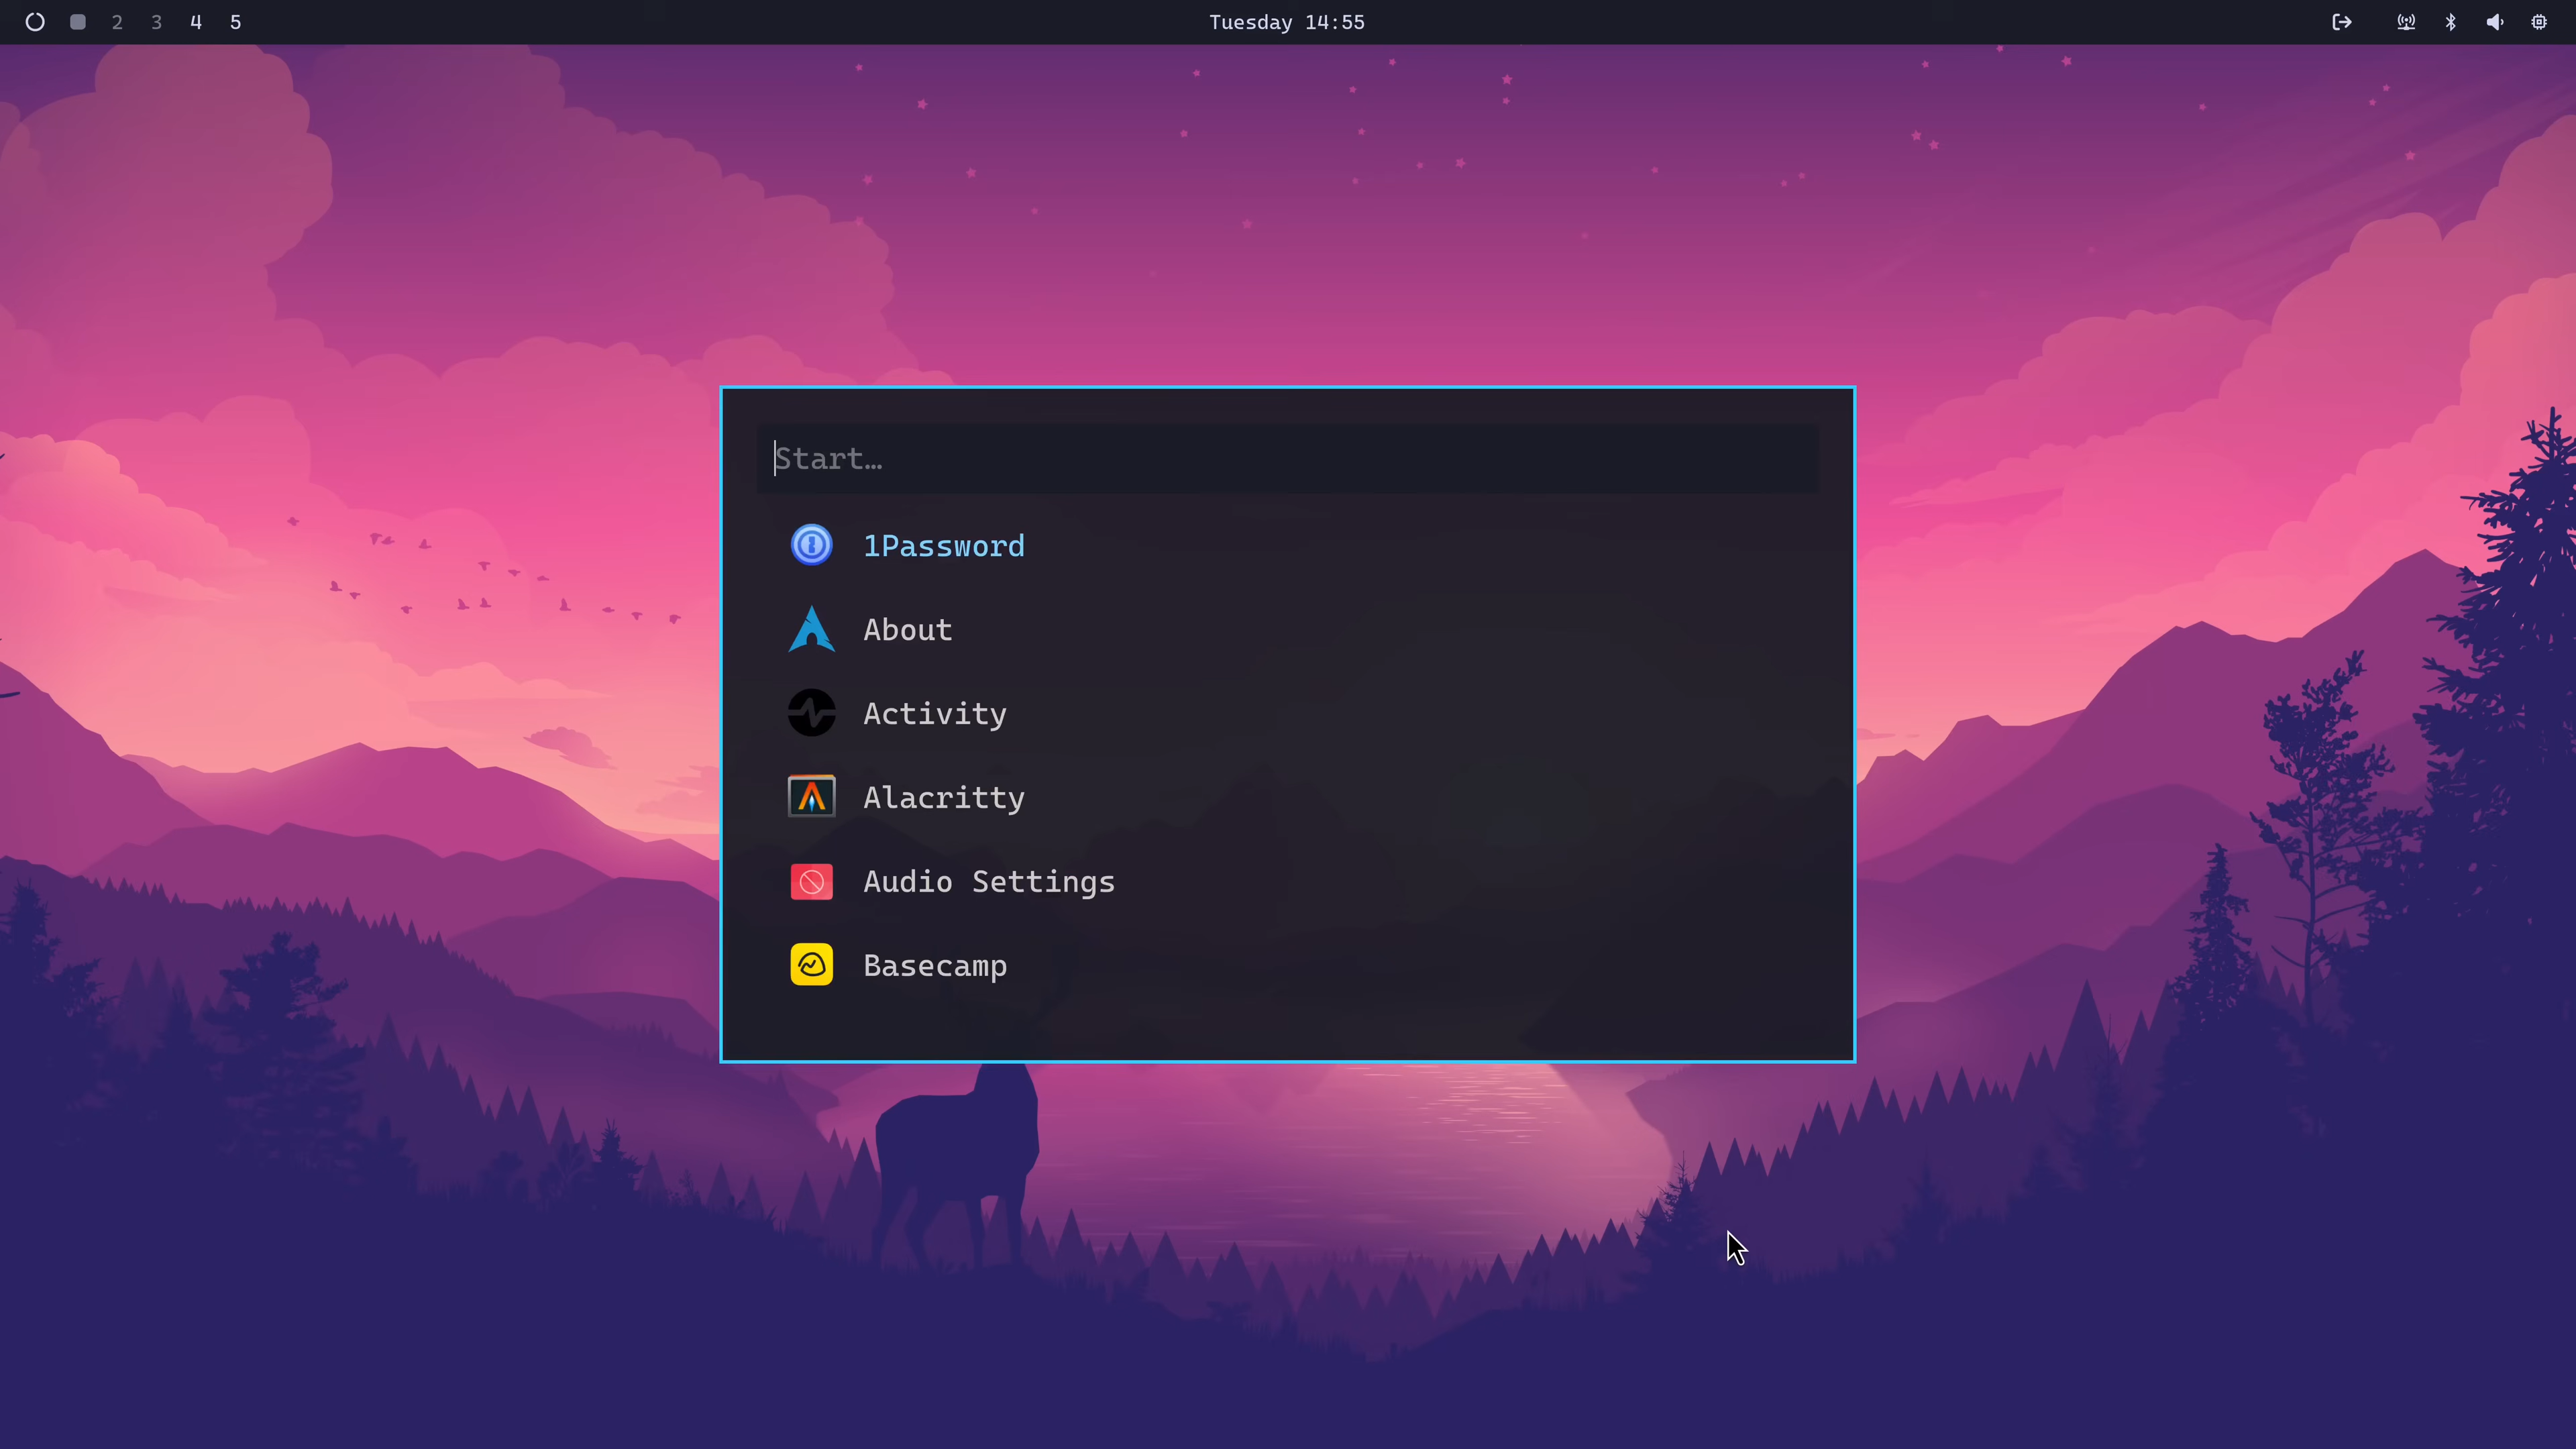 2 3 4 5
Tuesday 14:55
Start…
1Password
About
Activity
Alacritty
Audio Settings
Basecamp